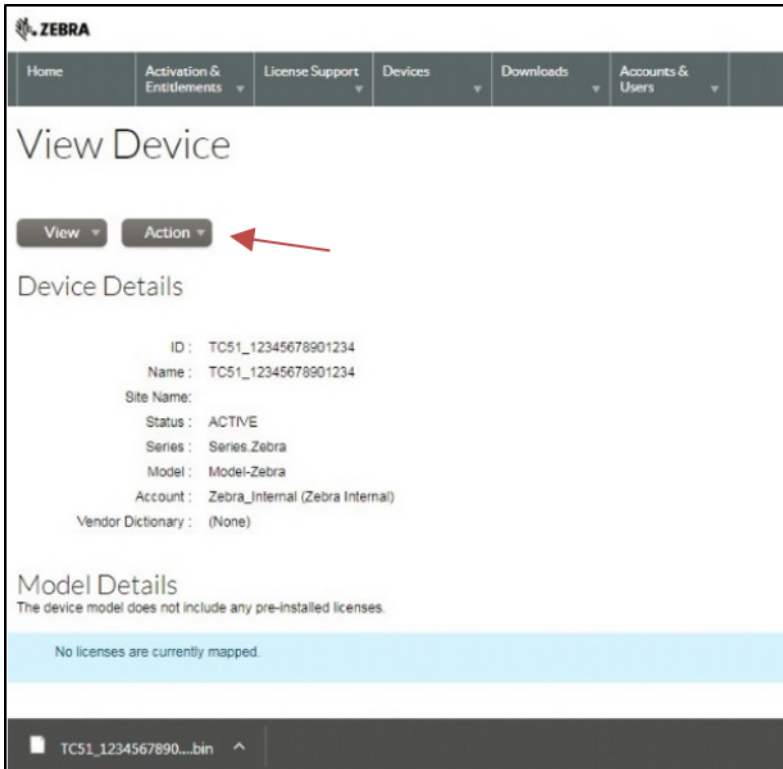 ZEBRA
Home Activation & Entitlements License Support Devices Downloads Accounts & Users
View Device
View Action
Device Details
ID : TC51_12345678901234
Name : TC51_12345678901234
Site Name:
Status : ACTIVE
Series : Series.Zebra
Model : Model-Zebra
Account : Zebra_Internal (Zebra Internal)
Vendor Dictionary : (None)
Model Details
The device model does not include any pre-installed licenses.
No licenses are currently mapped.
TC51_1234567890....bin